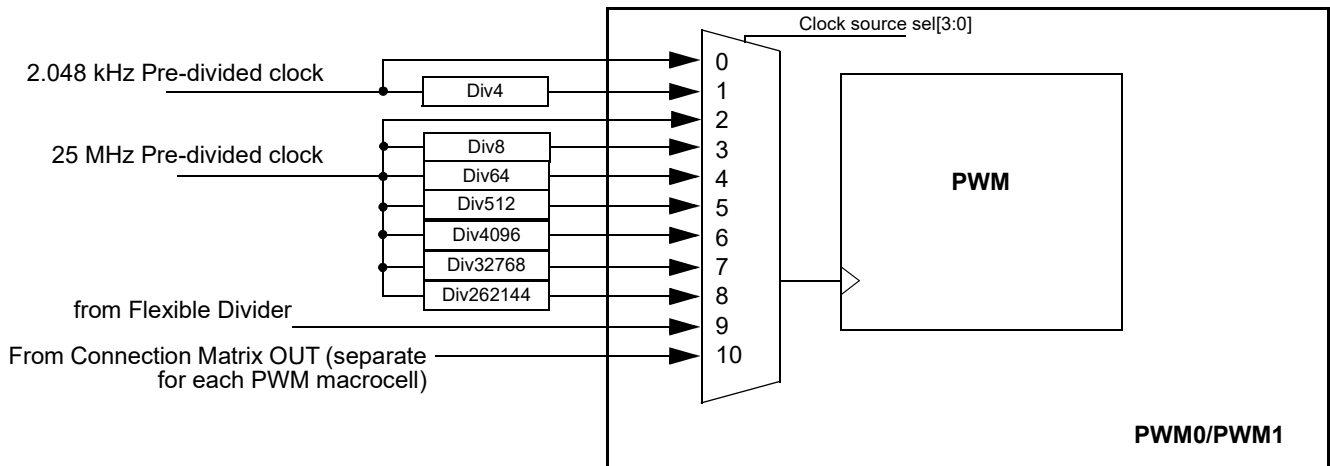 Clock source sel[3:0]
2.048 kHz Pre-divided clock
0
Div4
1
2
25 MHz Pre-divided clock
Div8
3
Div64
4
PWM
Div512
5
Div4096
6
Div32768
7
Div262144
8
from Flexible Divider
9
From Connection Matrix OUT (separate
for each PWM macrocell)
10
PWM0/PWM1